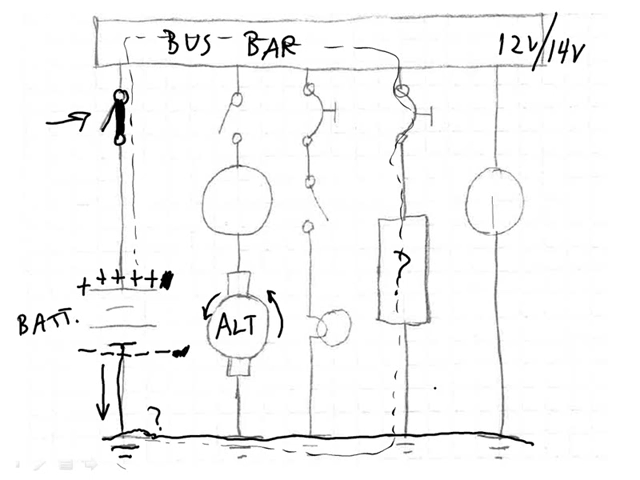 BUS BAR 12V/14V
+ + + + +
BATT.
ALT
- - - - -
?